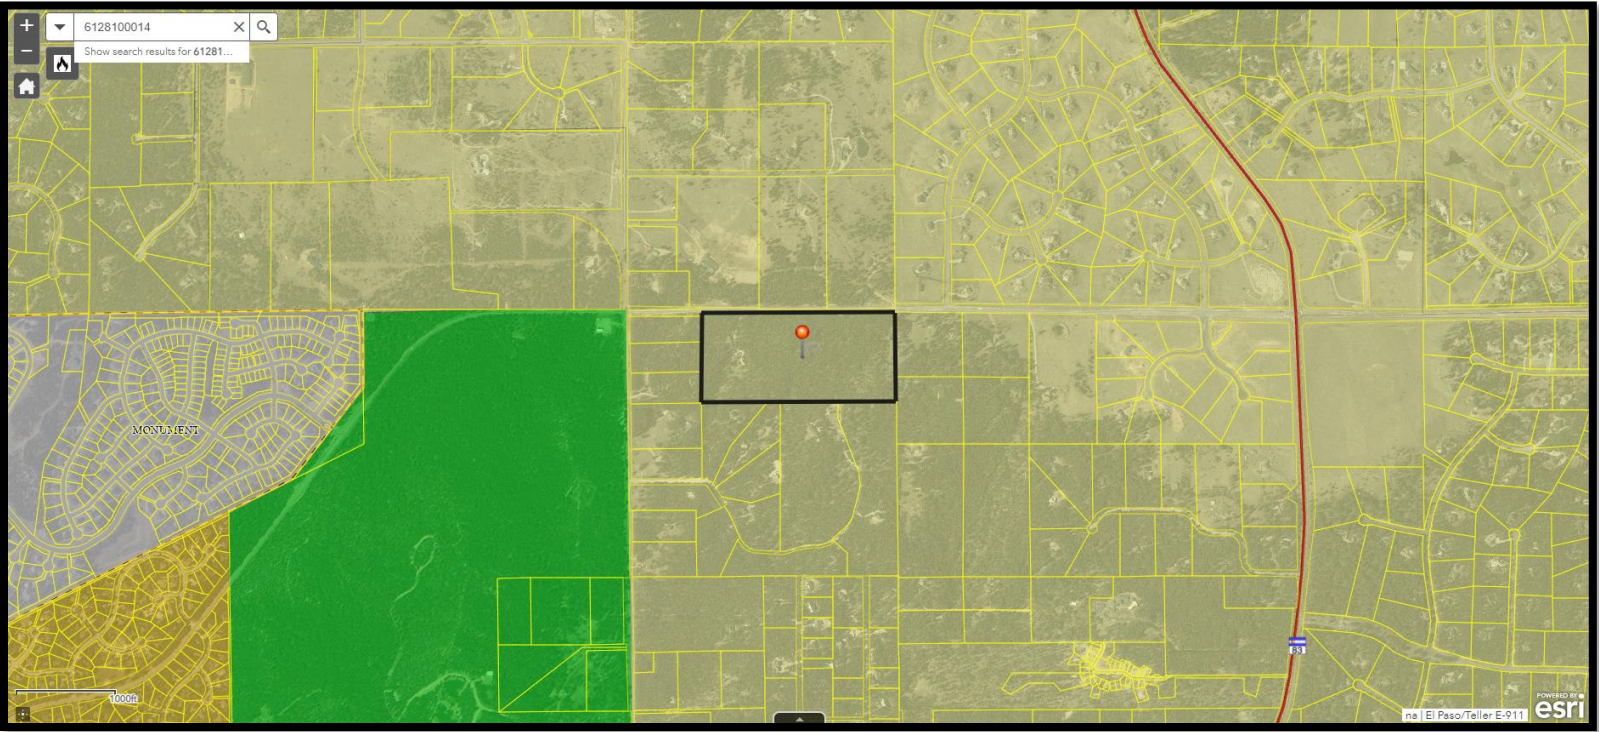 6128100014
Show search results for 61281...
MONUMENT
83
1000ft
na | El Paso/Teller E-911
POWERED BY
esri